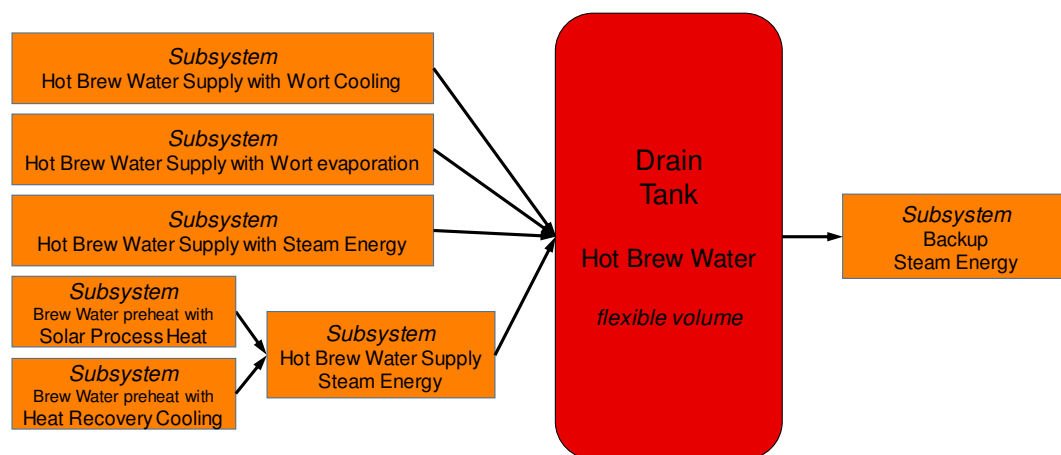 Subsystem
Hot Brew Water Supply with Wort Cooling
Subsystem
Hot Brew Water Supply with Wort evaporation
Subsystem
Hot Brew Water Supply with Steam Energy
Subsystem
Brew Water preheat with
Solar Process Heat
Subsystem
Brew Water preheat with
Heat Recovery Cooling
Subsystem
Hot Brew Water Supply
Steam Energy
Drain
Tank
Hot Brew Water
flexible volume
Subsystem
Backup
Steam Energy